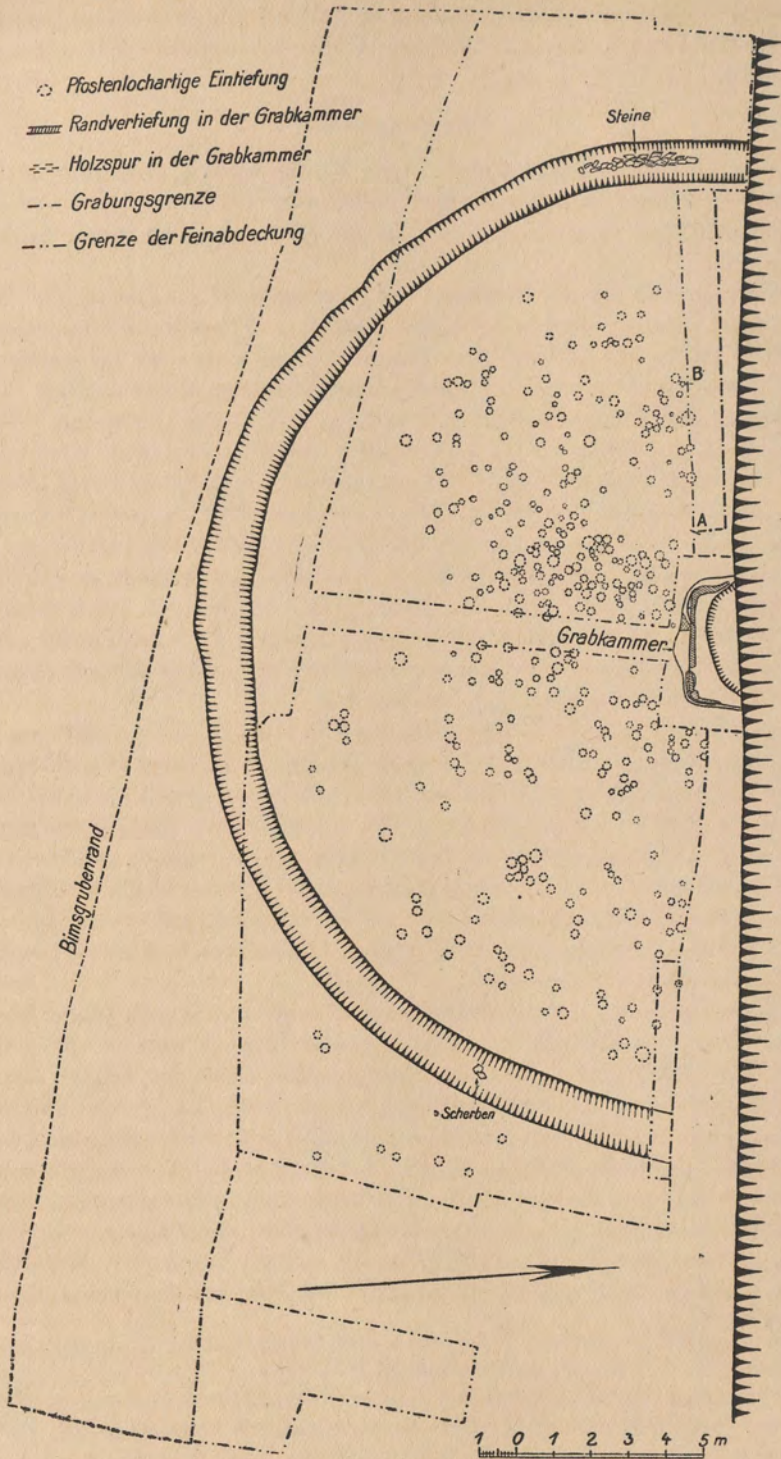 Pfostenlochartige Eintiefung
Randvertiefung in der Grabkammer
Holzspur in der Grabkammer
Grabungsgrenze
Grenze der Feinabdeckung
Steine
B
A
Grabkammer
Bimsgrubenrand
Scherben
1 0 1 2 3 4 5 m